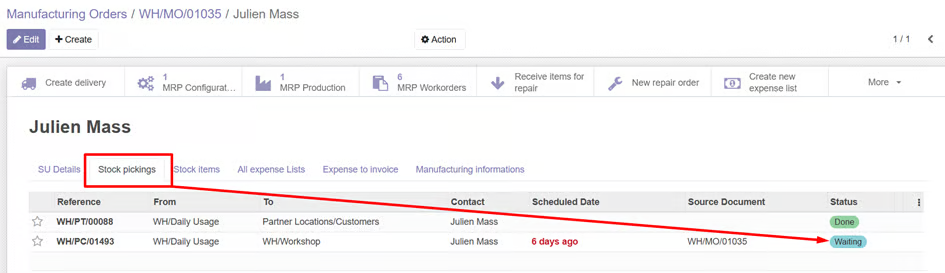 Manufacturing Orders / WH/MO/01035 / Julien Mass
Edit + Create Action 1 / 1
Create delivery
1
MRP Configurat...
1
MRP Production
6
MRP Workorders
Receive items for
repair
New repair order
Create new
expense list
More
Julien Mass
SU Details Stock pickings Stock items All expense Lists Expense to invoice Manufacturing informations
Reference From To Contact Scheduled Date Source Document Status
WH/PT/00088 WH/Daily Usage Partner Locations/Customers Julien Mass Done
WH/PC/01493 WH/Daily Usage WH/Workshop Julien Mass 6 days ago WH/MO/01035 Waiting